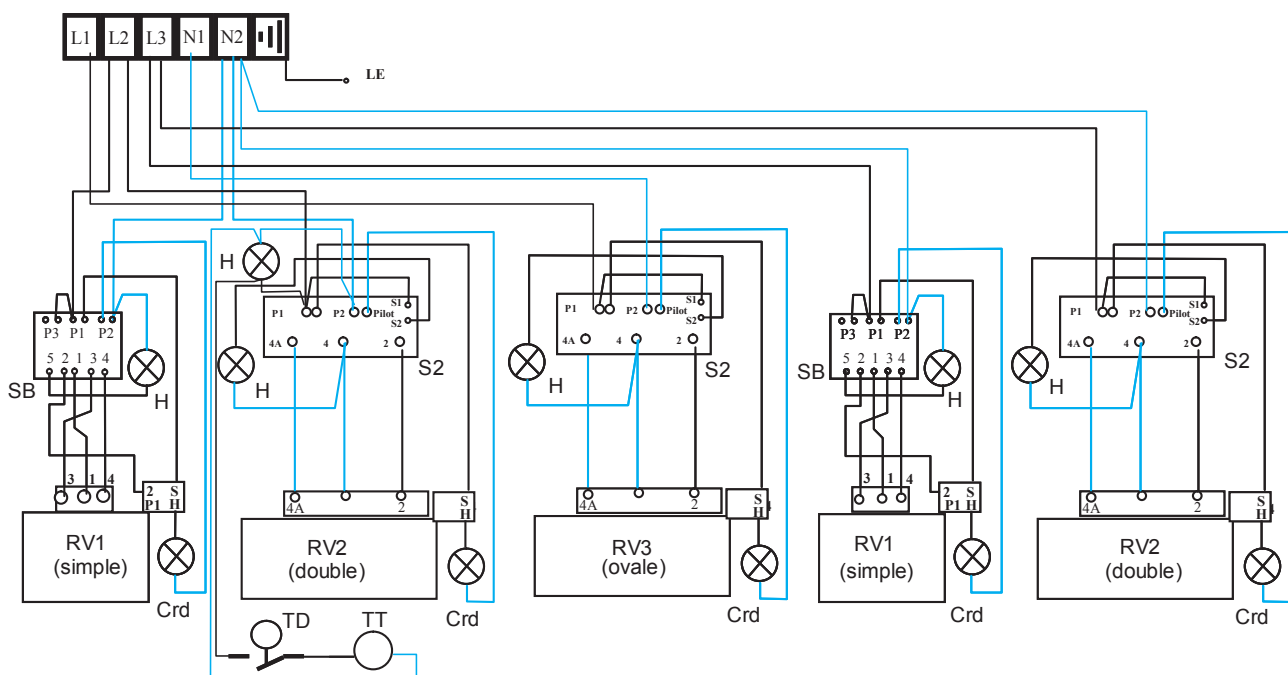 L1 L2 L3 N1 N2
LE
H
P3 P1 P2
5 2 1 3 4
SB
H
3 1 4
2 S
P1 H
RV1
(simple)
Crd
P1 P2 Pilot S1
S2
4A 4 2
S2
H
4A 2
S
H
RV2
(double)
Crd
TD TT
P1 P2 Pilot S1
S2
4A 4 2
S2
H
4A 2
S
H
RV3
(ovale)
Crd
P3 P1 P2
5 2 1 3 4
SB
H
3 1 4
2 S
P1 H
RV1
(simple)
Crd
P1 P2 Pilot S1
S2
4A 4 2
S2
H
4A 2
S
H
RV2
(double)
Crd